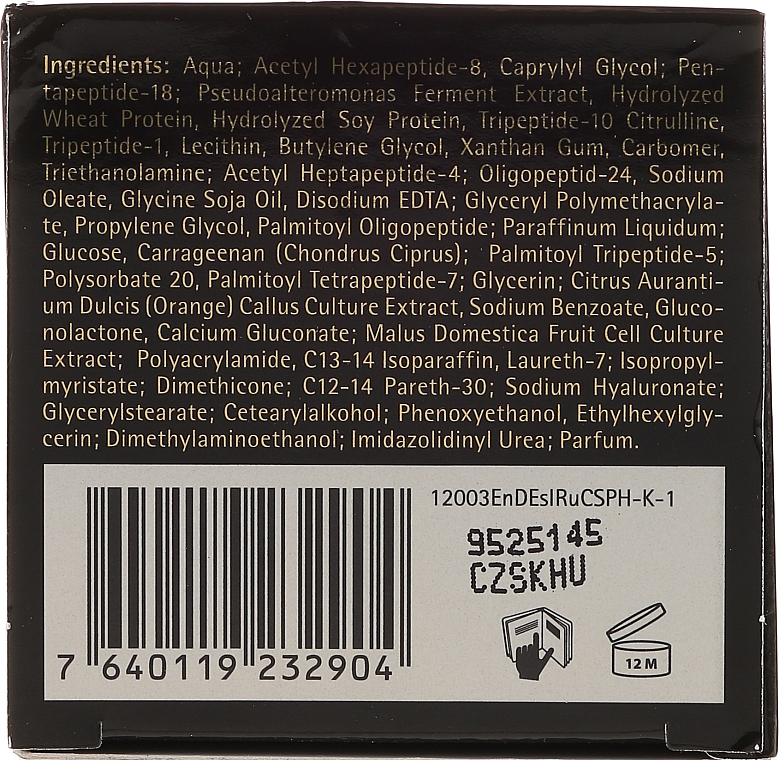 Ingredients: Aqua; Acetyl Hexapeptide-8, Caprylyl Glycol; Pen-
tapeptide-18; Pseudoalteromonas Ferment Extract, Hydrolyzed
Wheat Protein, Hydrolyzed Soy Protein, Tripeptide-10 Citrulline,
Tripeptide-1, Lecithin, Butylene Glycol, Xanthan Gum, Carbomer,
Triethanolamine; Acetyl Heptapeptide-4; Oligopeptid-24, Sodium
Oleate, Glycine Soja Oil, Disodium EDTA; Glyceryl Polymethacryla-
te, Propylene Glycol, Palmitoyl Oligopeptide; Paraffinum Liquidum;
Glucose, Carrageenan (Chondrus Ciprus); Palmitoyl Tripeptide-5;
Polysorbate 20, Palmitoyl Tetrapeptide-7; Glycerin; Citrus Auranti-
um Dulcis (Orange) Callus Culture Extract, Sodium Benzoate, Gluco-
nolactone, Calcium Gluconate; Malus Domestica Fruit Cell Culture
Extract; Polyacrylamide, C13-14 Isoparaffin, Laureth-7; Isopropyl-
myristate; Dimethicone; C12-14 Pareth-30; Sodium Hyaluronate;
Glycerylstearate; Cetearylalkohol; Phenoxyethanol, Ethylhexylgly-
cerin; Dimethylaminoethanol; Imidazolidinyl Urea; Parfum.
12003EnDEsIRuCSPH-K-1
9525145
CZSKHU
12 M
7 640119 232904